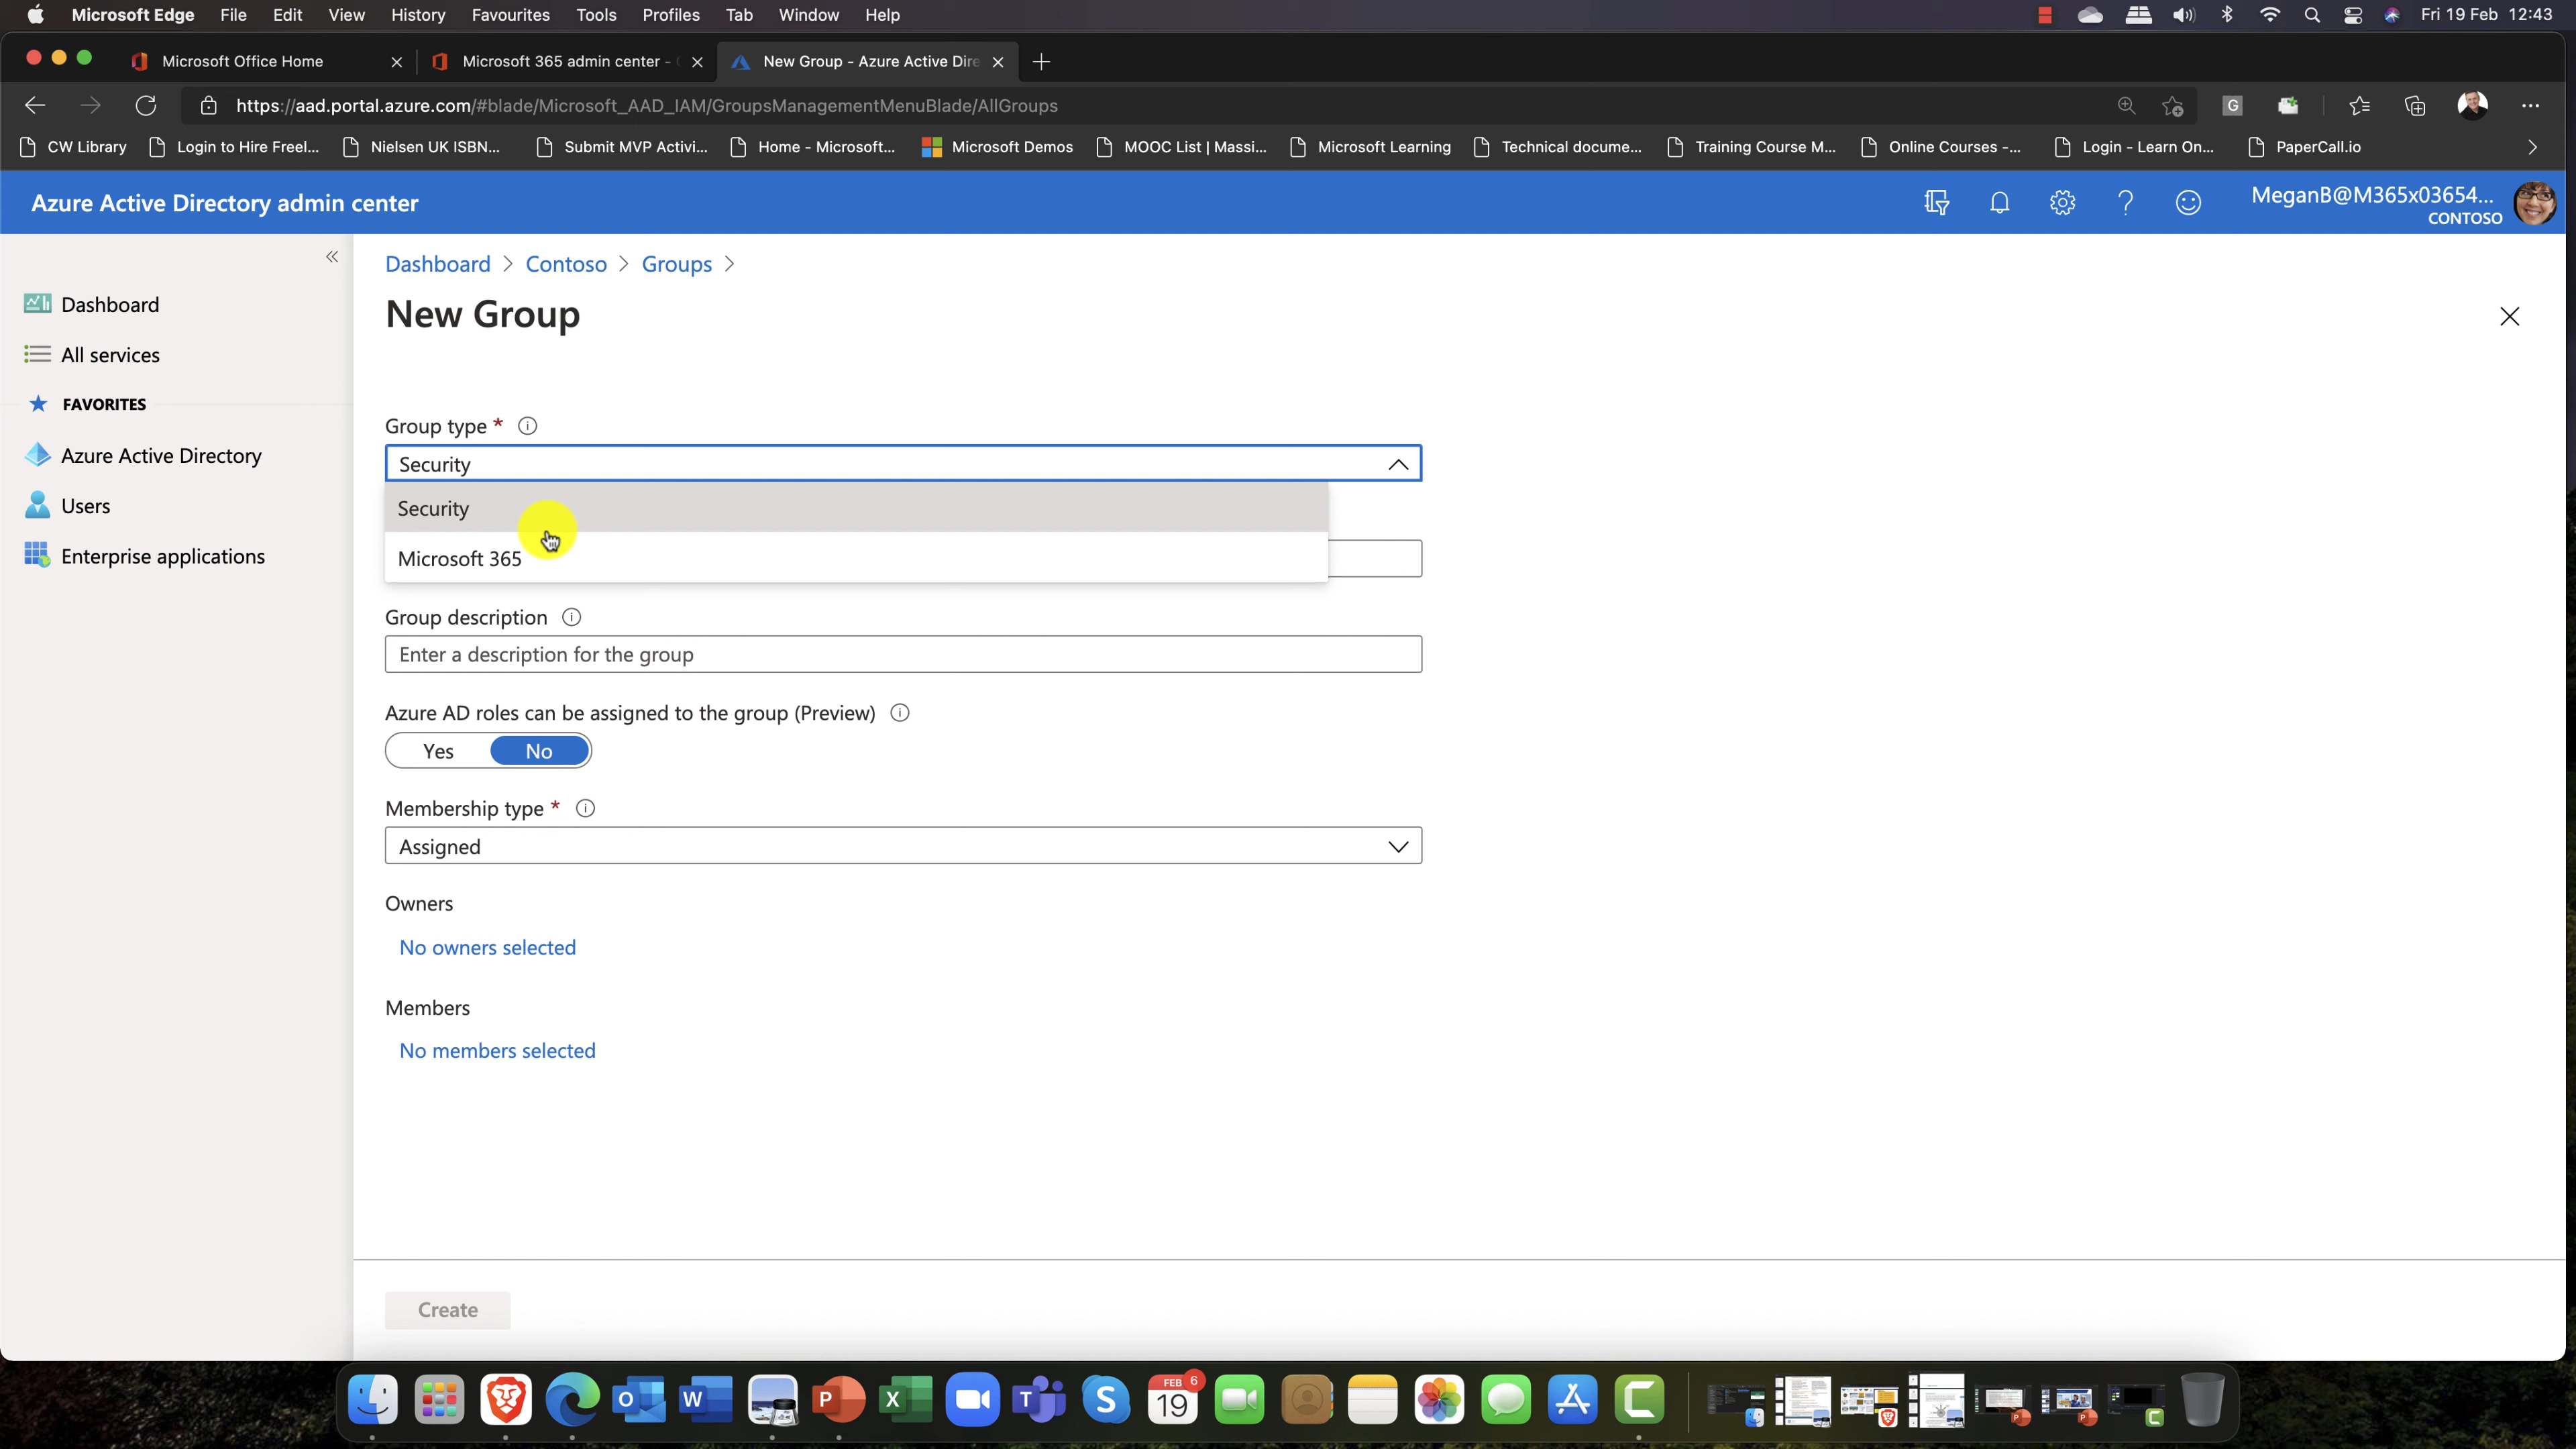 Microsoft Edge File Edit View History Favourites Tools Profiles Tab Window Help Fri 19 Feb 12:43
Microsoft Office Home Microsoft 365 admin center - New Group - Azure Active Dire
https://aad.portal.azure.com/#blade/Microsoft_AAD_IAM/GroupsManagementMenuBlade/AllGroups
CW Library Login to Hire Freel... Nielsen UK ISBN... Submit MVP Activi... Home - Microsoft... Microsoft Demos MOOC List | Massi... Microsoft Learning Technical docume... Training Course M... Online Courses -... Login - Learn On... PaperCall.io
Azure Active Directory admin center
MeganB@M365x03654...
CONTOSO
Dashboard
All services
FAVORITES
Azure Active Directory
Users
Enterprise applications
Dashboard > Contoso > Groups >
New Group
Group type *
Security
Security
Microsoft 365
Group description
Enter a description for the group
Azure AD roles can be assigned to the group (Preview)
Yes No
Membership type *
Assigned
Owners
No owners selected
Members
No members selected
Create
FEB 6
19